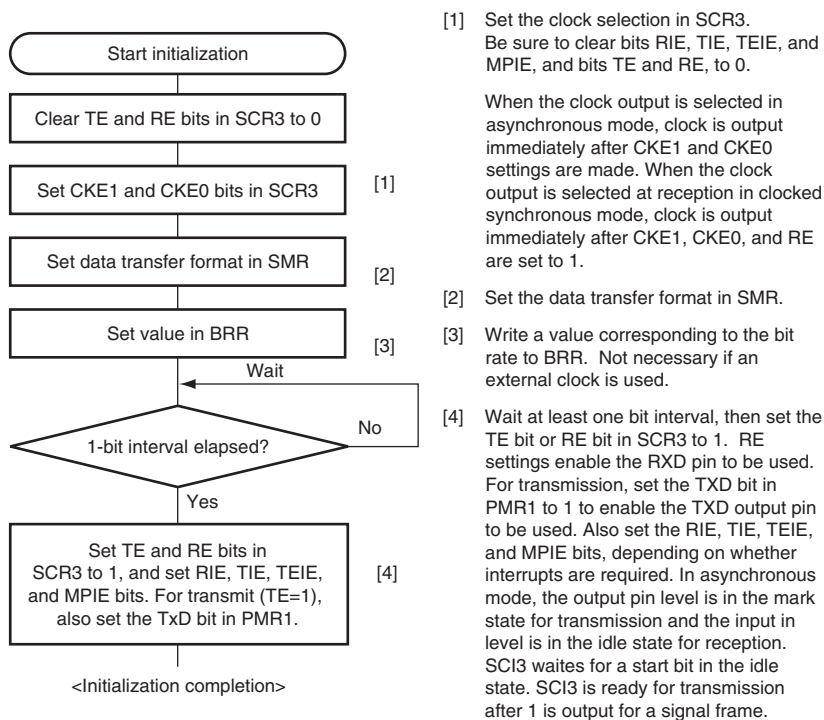 Start initialization
Clear TE and RE bits in SCR3 to 0
Set CKE1 and CKE0 bits in SCR3
[1]
Set data transfer format in SMR
[2]
Set value in BRR
[3]
Wait
1-bit interval elapsed?
No
Yes
Set TE and RE bits in
SCR3 to 1, and set RIE, TIE, TEIE,
and MPIE bits. For transmit (TE=1),
also set the TxD bit in PMR1.
[4]
<Initialization completion>
[1] Set the clock selection in SCR3.
Be sure to clear bits RIE, TIE, TEIE, and
MPIE, and bits TE and RE, to 0.
When the clock output is selected in
asynchronous mode, clock is output
immediately after CKE1 and CKE0
settings are made. When the clock
output is selected at reception in clocked
synchronous mode, clock is output
immediately after CKE1, CKE0, and RE
are set to 1.
[2] Set the data transfer format in SMR.
[3] Write a value corresponding to the bit
rate to BRR. Not necessary if an
external clock is used.
[4] Wait at least one bit interval, then set the
TE bit or RE bit in SCR3 to 1. RE
settings enable the RXD pin to be used.
For transmission, set the TXD bit in
PMR1 to 1 to enable the TXD output pin
to be used. Also set the RIE, TIE, TEIE,
and MPIE bits, depending on whether
interrupts are required. In asynchronous
mode, the output pin level is in the mark
state for transmission and the input in
level is in the idle state for reception.
SCI3 waites for a start bit in the idle
state. SCI3 is ready for transmission
after 1 is output for a signal frame.